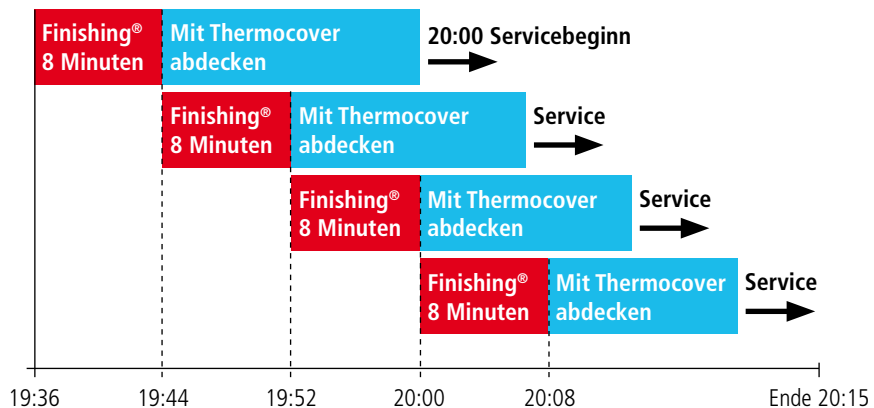 Finishing®
8 Minuten
Mit Thermocover
abdecken
20:00 Servicebeginn
Finishing®
8 Minuten
Mit Thermocover
abdecken
Service
Finishing®
8 Minuten
Mit Thermocover
abdecken
Service
Finishing®
8 Minuten
Mit Thermocover
abdecken
Service
19:36 19:44 19:52 20:00 20:08 Ende 20:15